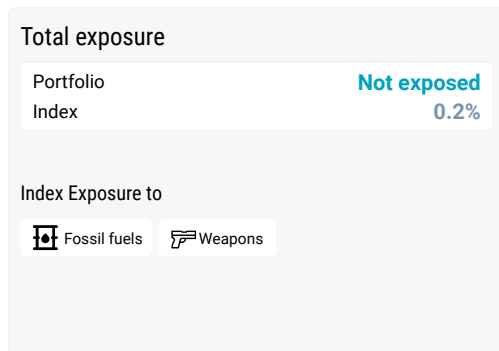 Total exposure
Portfolio Not exposed
Index 0.2%
Index Exposure to
Fossil fuels Weapons